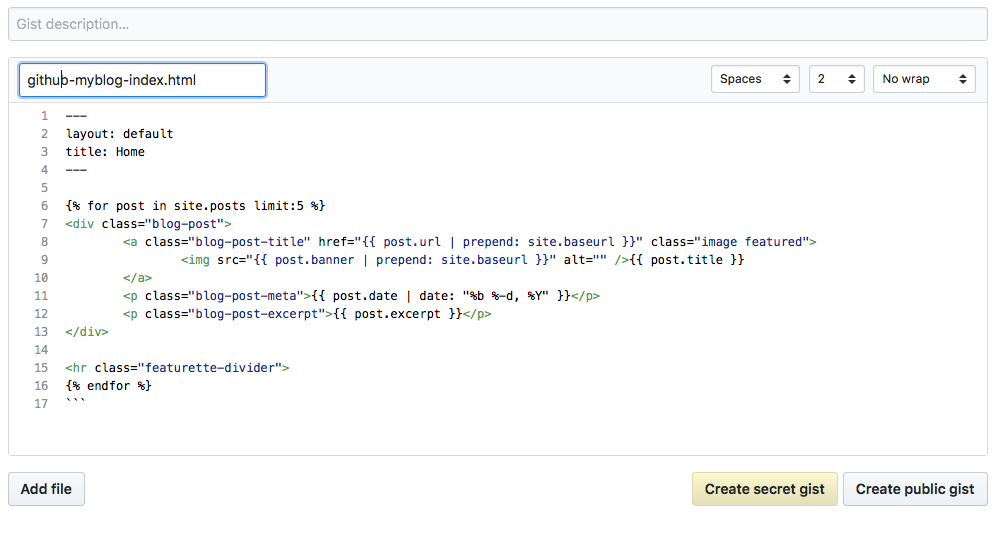 Gist description...
github-myblog-index.html Spaces 2 No wrap
1 ---
2 layout: default
3 title: Home
4 ---
5
6 {% for post in site.posts limit:5 %}
7 <div class="blog-post">
8         <a class="blog-post-title" href="{{ post.url | prepend: site.baseurl }}" class="image featured">
9                 <img src="{{ post.banner | prepend: site.baseurl }}" alt="" />{{ post.title }}
10         </a>
11         <p class="blog-post-meta">{{ post.date | date: "%b %-d, %Y" }}</p>
12         <p class="blog-post-excerpt">{{ post.excerpt }}</p>
13 </div>
14
15 <hr class="featurette-divider">
16 {% endfor %}
17 ```
Add file Create secret gist Create public gist